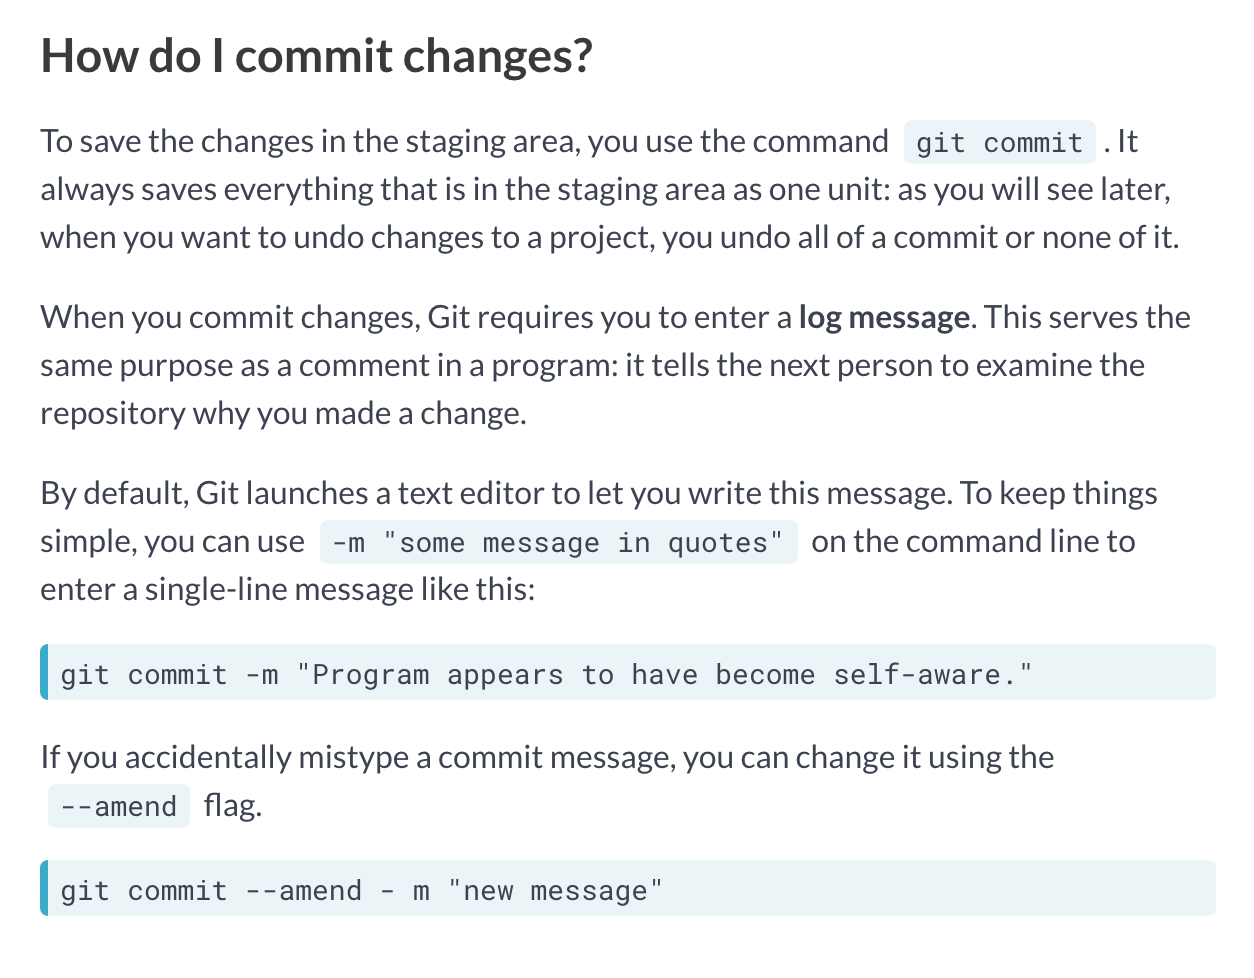 How do I commit changes?
To save the changes in the staging area, you use the command git commit . It
always saves everything that is in the staging area as one unit: as you will see later,
when you want to undo changes to a project, you undo all of a commit or none of it.
When you commit changes, Git requires you to enter a log message. This serves the
same purpose as a comment in a program: it tells the next person to examine the
repository why you made a change.
By default, Git launches a text editor to let you write this message. To keep things
simple, you can use -m "some message in quotes" on the command line to
enter a single-line message like this:
git commit -m "Program appears to have become self-aware."
If you accidentally mistype a commit message, you can change it using the
--amend flag.
git commit --amend - m "new message"